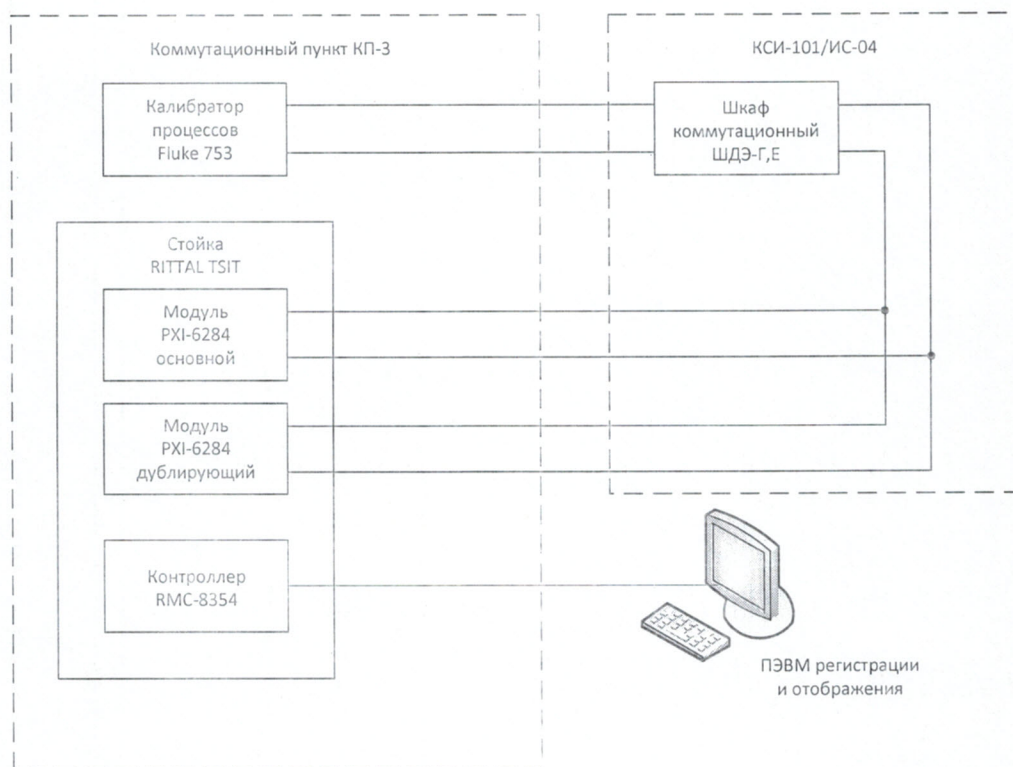 Коммутационный пункт КП-3
КСИ-101/ИС-04
Калибратор
процессов
Fluke 753
Шкаф
коммутационный
ШДЭ-Г,Е
Стойка
RITTAL TSIT
Модуль
PXI-6284
основной
Модуль
PXI-6284
дублирующий
Контроллер
RMC-8354
ПЭВМ регистрации
и отображения